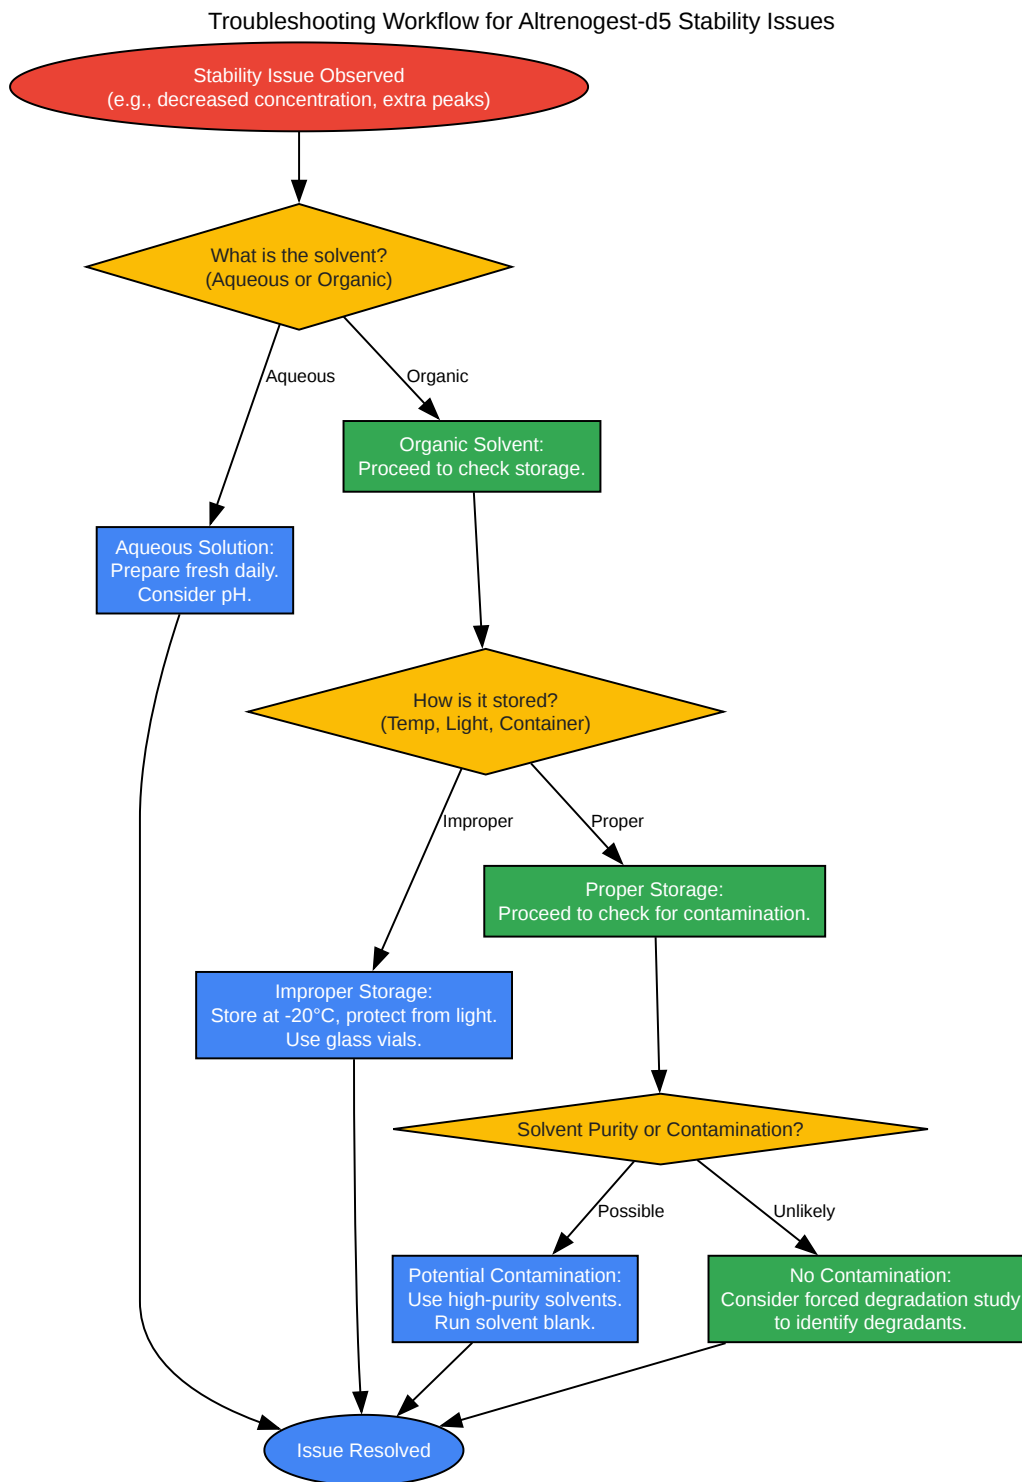 Troubleshooting Workflow for Altrenogest-d5 Stability Issues
Stability Issue Observed
(e.g., decreased concentration, extra peaks)
What is the solvent?
(Aqueous or Organic)
Aqueous
Organic
Organic Solvent:
Proceed to check storage.
Aqueous Solution:
Prepare fresh daily.
Consider pH.
How is it stored?
(Temp, Light, Container)
Improper
Proper
Proper Storage:
Proceed to check for contamination.
Improper Storage:
Store at -20°C, protect from light.
Use glass vials.
Solvent Purity or Contamination?
Possible
Unlikely
Potential Contamination:
Use high-purity solvents.
Run solvent blank.
No Contamination:
Consider forced degradation study
to identify degradants.
Issue Resolved